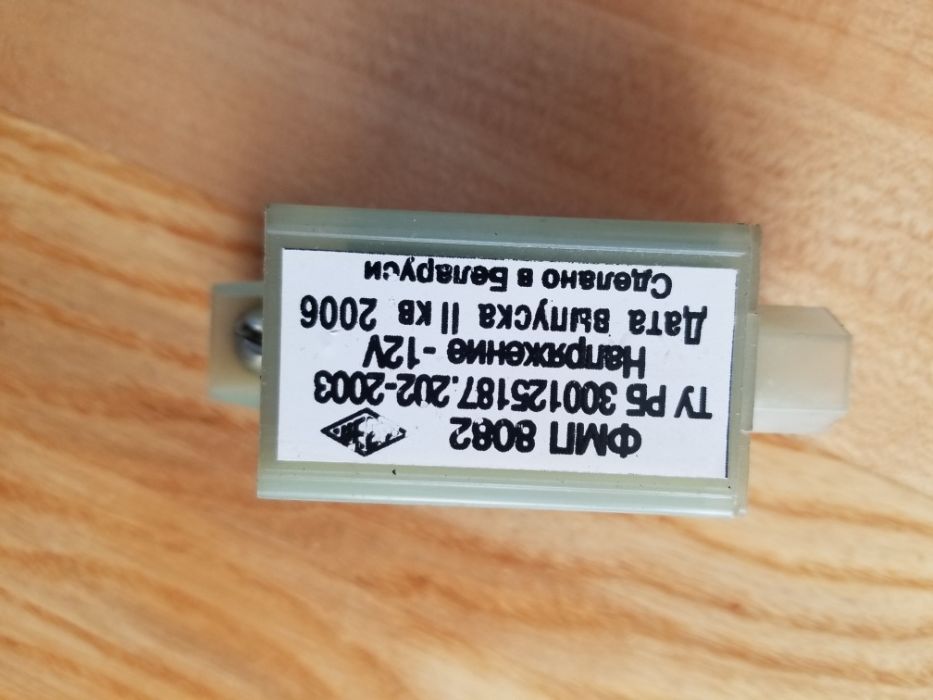 ФМП 8082
ТУ РБ 300125187.202-2003
Напряжение - 12V
Дата выпуска II кв 2006
Сделано в Беларуси